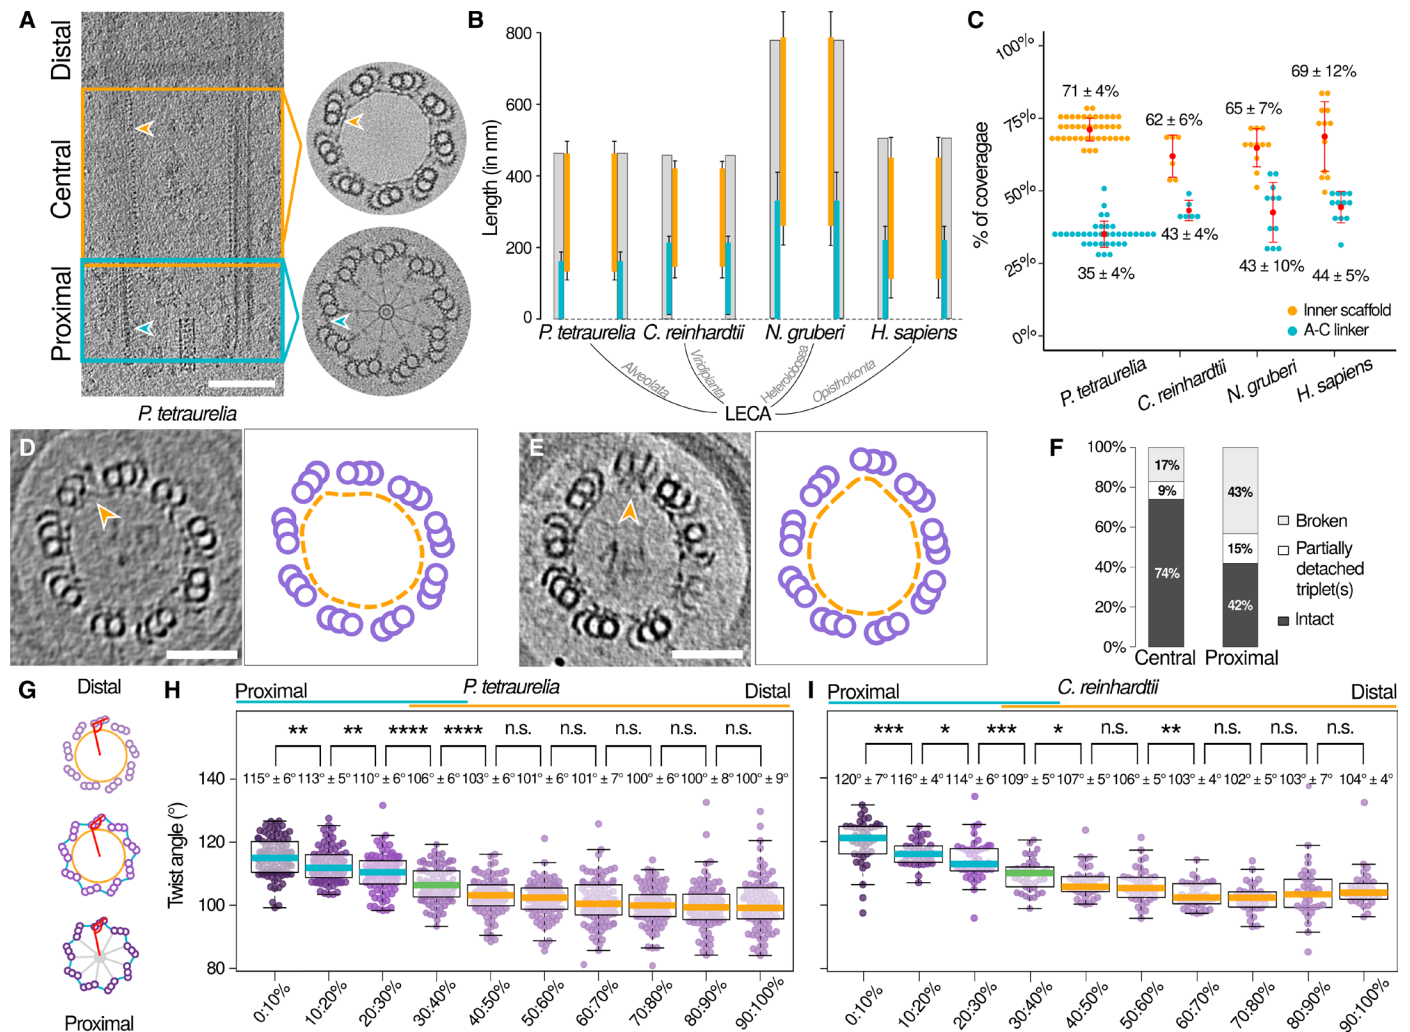 A
Distal
Central
Proximal
P. tetraurelia
B
Length (in nm)
800
600
400
200
0
P. tetraurelia
C. reinhardtii
N. gruberi
H. sapiens
Alveolata
Viridiplanta
Heterolobosea
Opisthokonta
LECA
C
% of coveragae
100%
75%
50%
25%
0%
71 ± 4%
62 ± 6%
65 ± 7%
69 ± 12%
35 ± 4%
43 ± 4%
43 ± 10%
44 ± 5%
Inner scaffold
A-C linker
P. tetraurelia
C. reinhardtii
N. gruberi
H. sapiens
D
E
F
100%
80%
60%
40%
20%
0%
17%
9%
74%
43%
15%
42%
Central
Proximal
Broken
Partially
detached
triplet(s)
Intact
G
Distal
Proximal
H
Proximal
P. tetraurelia
Distal
** ** **** **** n.s. n.s. n.s. n.s. n.s.
115° ± 6° 113° ± 5° 110° ± 6° 106° ± 6° 103° ± 6° 101° ± 6° 101° ± 7° 100° ± 6° 100° ± 8° 100° ± 9°
Twist angle (°)
140
120
100
80
0:10%
10:20%
20:30%
30:40%
40:50%
50:60%
60:70%
70:80%
80:90%
90:100%
I
Proximal
C. reinhardtii
Distal
*** * *** * n.s. ** n.s. n.s. n.s.
120° ± 7° 116° ± 4° 114° ± 6° 109° ± 5° 107° ± 5° 106° ± 5° 103° ± 4° 102° ± 5° 103° ± 7° 104° ± 4°
0:10%
10:20%
20:30%
30:40%
40:50%
50:60%
60:70%
70:80%
80:90%
90:100%